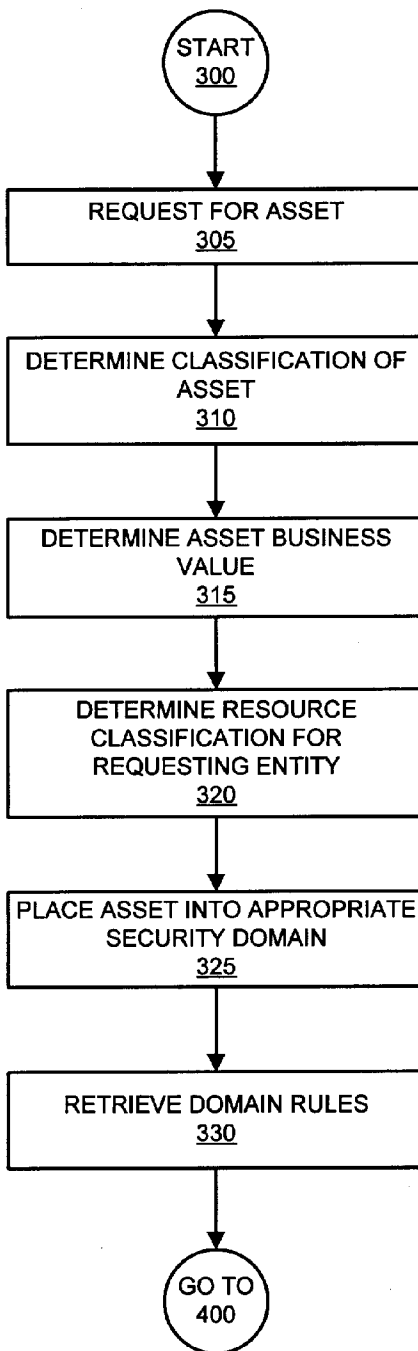 START
300
REQUEST FOR ASSET
305
DETERMINE CLASSIFICATION OF
ASSET
310
DETERMINE ASSET BUSINESS
VALUE
315
DETERMINE RESOURCE
CLASSIFICATION FOR
REQUESTING ENTITY
320
PLACE ASSET INTO APPROPRIATE
SECURITY DOMAIN
325
RETRIEVE DOMAIN RULES
330
GO TO
400